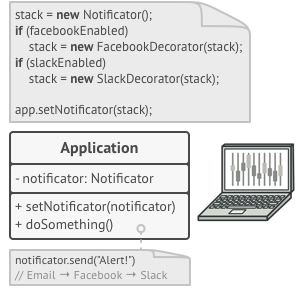 stack = new Notificator();
if (facebookEnabled)
stack = new FacebookDecorator(stack);
if (slackEnabled)
stack = new SlackDecorator(stack);
app.setNotificator(stack);
Application
- notificator: Notificator
+ setNotificator(notificator)
+ doSomething()
notificator.send("Alert!")
// Email → Facebook → Slack